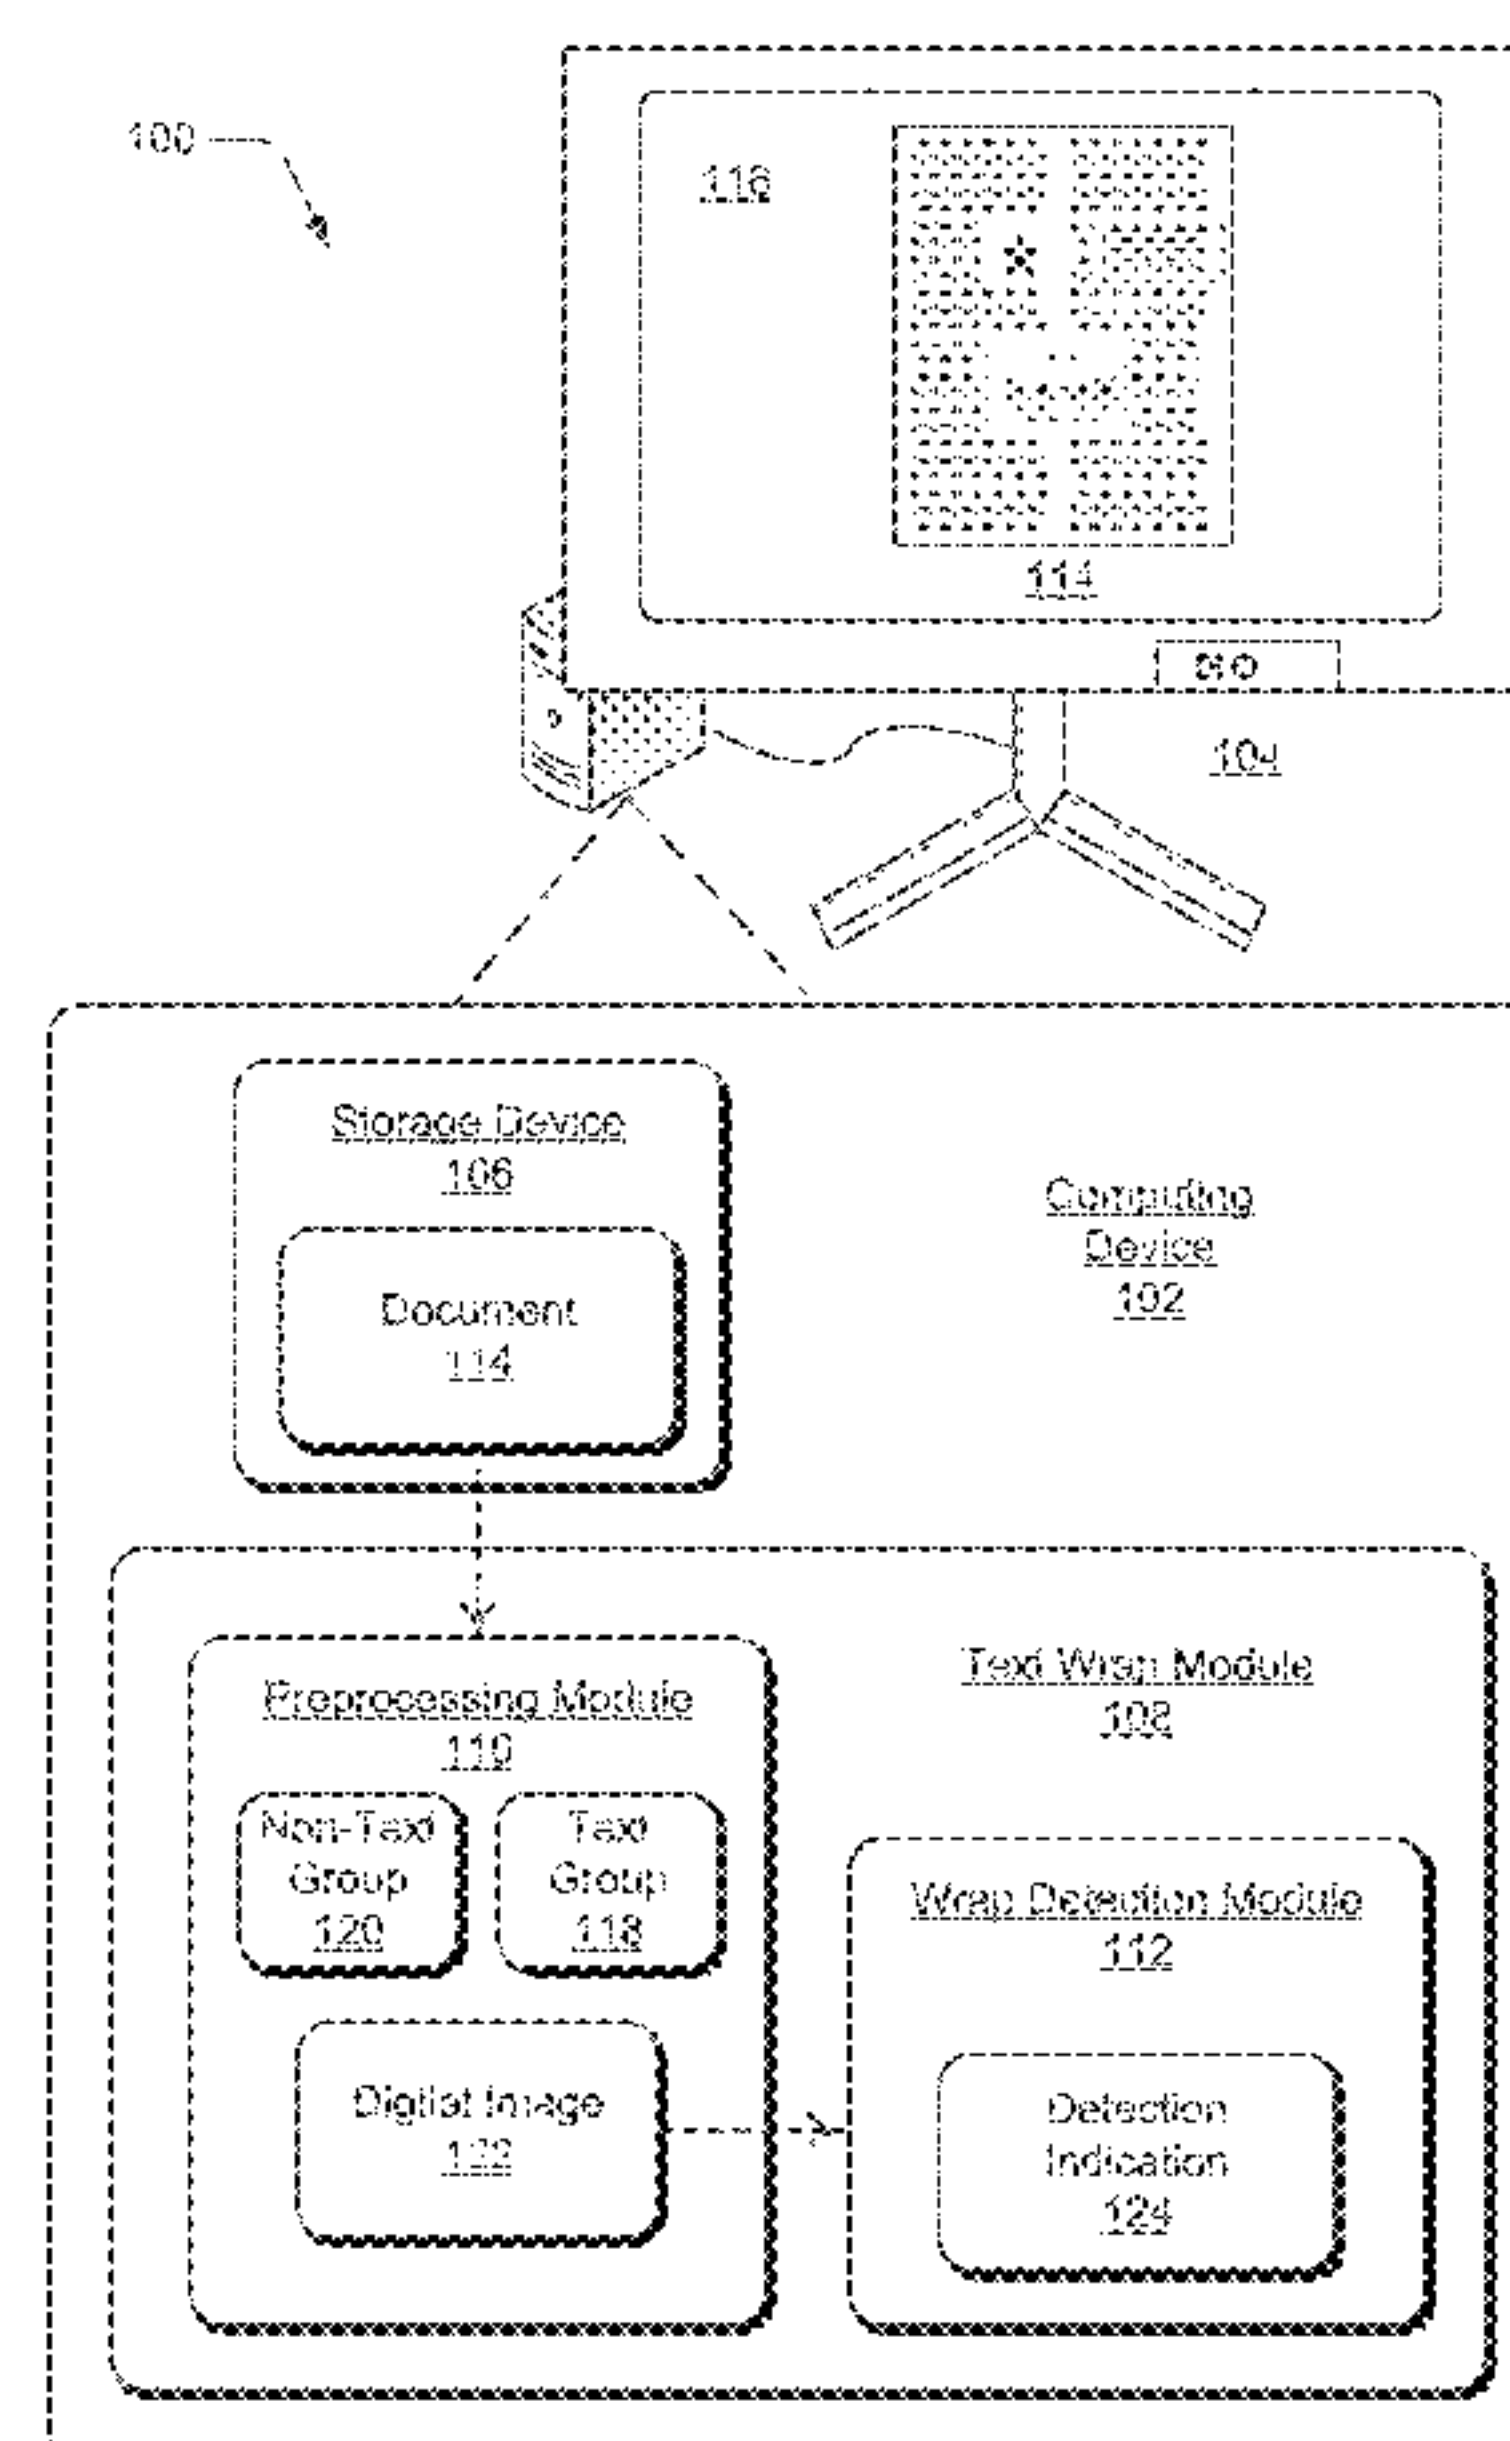 100
116
114
104
Storage Device
106
Computing
Device
102
Document
114
Text Wrap Module
108
Preprocessing Module
110
Non-Text
Group
120
Text
Group
118
Wrap Detection Module
112
Digital Image
122
Detection
Indication
124